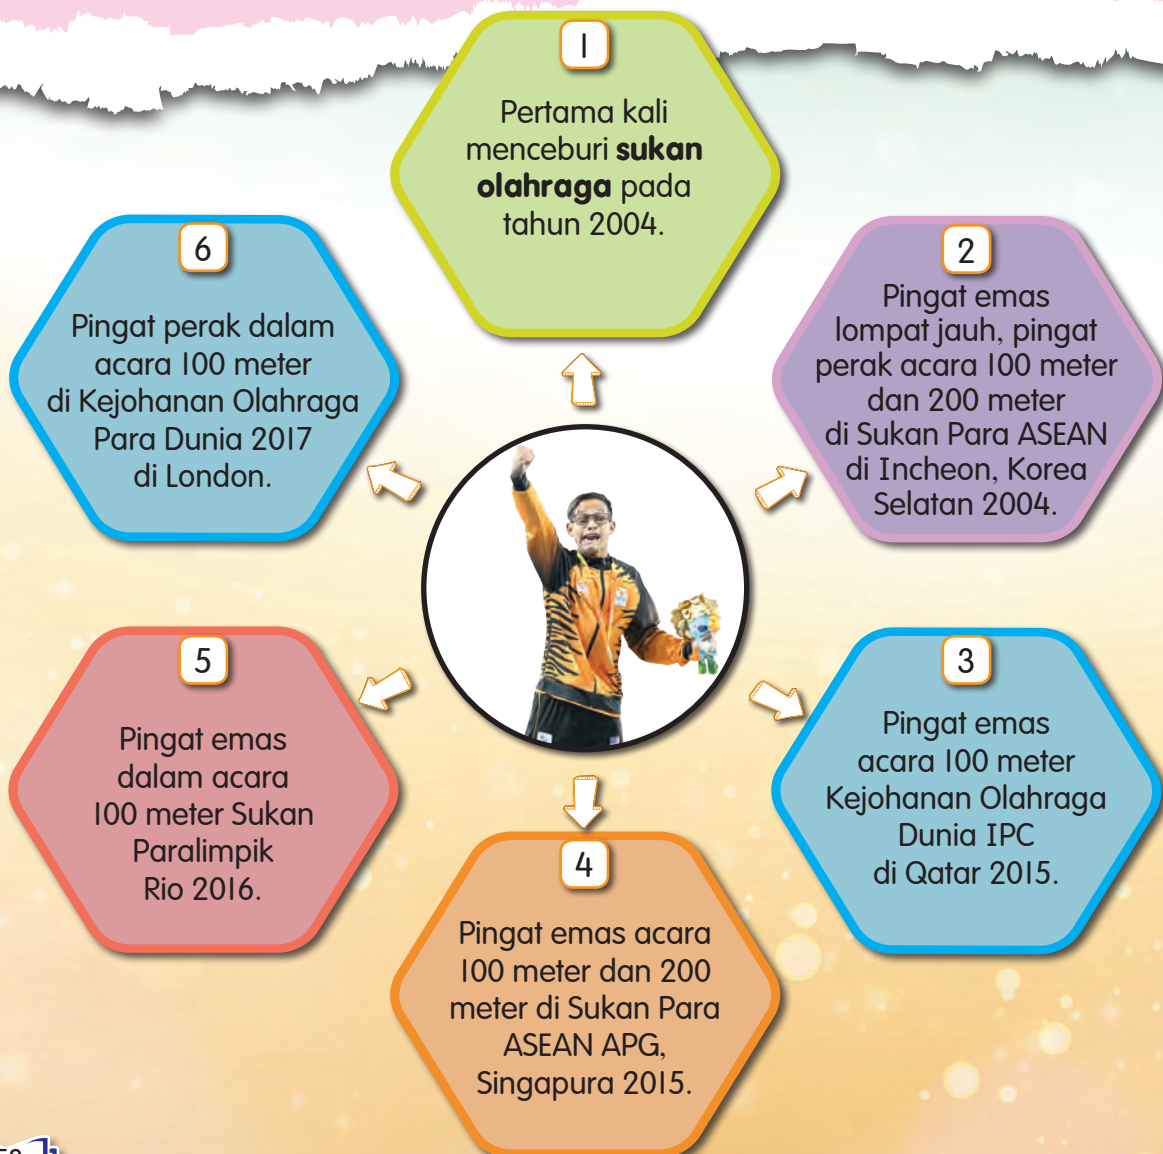 1
Pertama kali
menceburi sukan
olahraga pada
tahun 2004.
2
Pingat emas
lompat jauh, pingat
perak acara 100 meter
dan 200 meter
di Sukan Para ASEAN
di Incheon, Korea
Selatan 2004.
3
Pingat emas
acara 100 meter
Kejohanan Olahraga
Dunia IPC
di Qatar 2015.
4
Pingat emas acara
100 meter dan 200
meter di Sukan Para
ASEAN APG,
Singapura 2015.
5
Pingat emas
dalam acara
100 meter Sukan
Paralimpik
Rio 2016.
6
Pingat perak dalam
acara 100 meter
di Kejohanan Olahraga
Para Dunia 2017
di London.